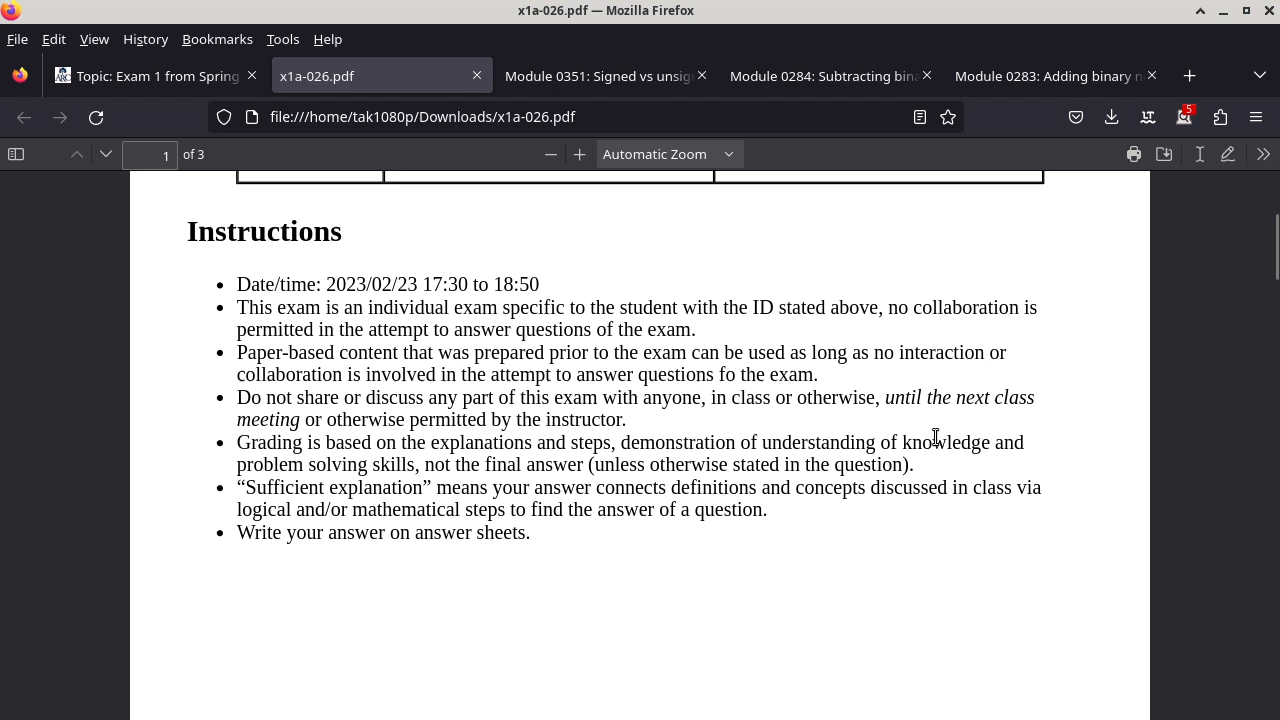 x1a-026.pdf — Mozilla Firefox
File Edit View History Bookmarks Tools Help
Topic: Exam 1 from Spring x1a-026.pdf Module 0351: Signed vs unsig Module 0284: Subtracting bina Module 0283: Adding binary n
file:///home/tak1080p/Downloads/x1a-026.pdf 5
1 of 3 Automatic Zoom
Instructions
• Date/time: 2023/02/23 17:30 to 18:50
• This exam is an individual exam specific to the student with the ID stated above, no collaboration is
permitted in the attempt to answer questions of the exam.
• Paper-based content that was prepared prior to the exam can be used as long as no interaction or
collaboration is involved in the attempt to answer questions fo the exam.
• Do not share or discuss any part of this exam with anyone, in class or otherwise, until the next class
meeting or otherwise permitted by the instructor.
• Grading is based on the explanations and steps, demonstration of understanding of knowledge and
problem solving skills, not the final answer (unless otherwise stated in the question).
• “Sufficient explanation” means your answer connects definitions and concepts discussed in class via
logical and/or mathematical steps to find the answer of a question.
• Write your answer on answer sheets.